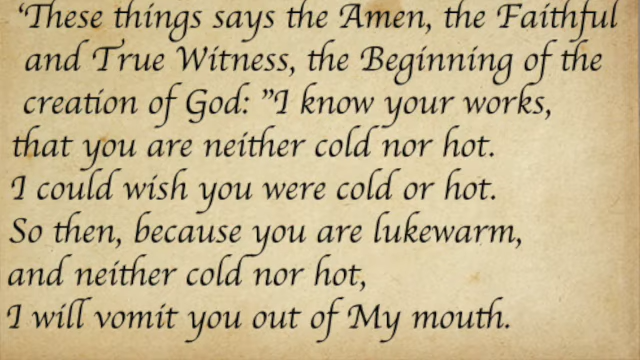 ‘These things says the Amen, the Faithful
and True Witness, the Beginning of the
creation of God: "I know your works,
that you are neither cold nor hot.
I could wish you were cold or hot.
So then, because you are lukewarm,
and neither cold nor hot,
I will vomit you out of My mouth.